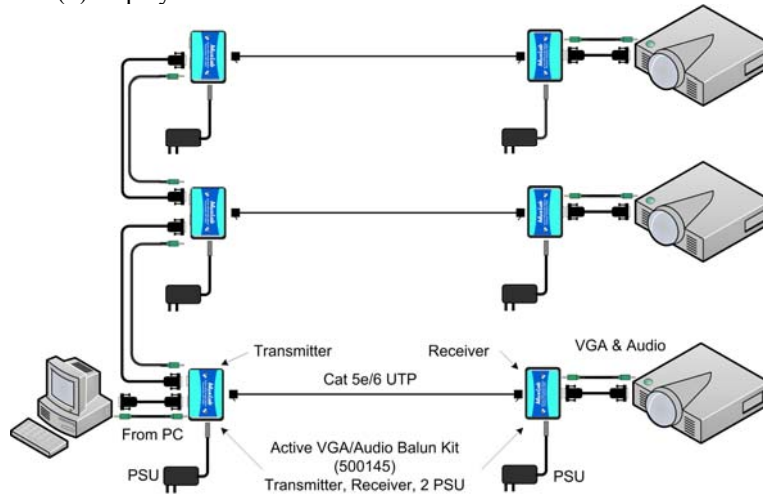 Transmitter
Receiver
VGA & Audio
Cat 5e/6 UTP
From PC
Active VGA/Audio Balun Kit
(500145)
PSU
Transmitter, Receiver, 2 PSU
PSU